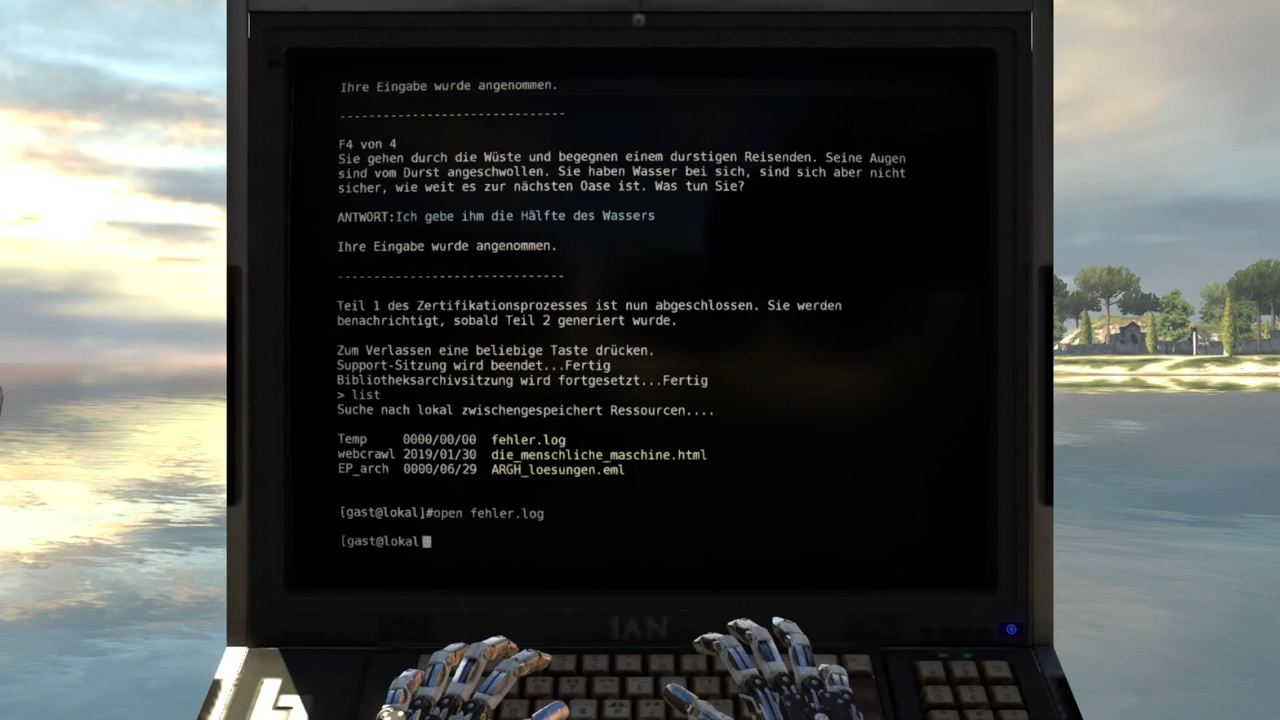 Ihre Eingabe wurde angenommen.
------------------------------
F4 von 4
Sie gehen durch die Wüste und begegnen einem durstigen Reisenden. Seine Augen
sind vom Durst angeschwollen. Sie haben Wasser bei sich, sind sich aber nicht
sicher, wie weit es zur nächsten Oase ist. Was tun Sie?
ANTWORT:Ich gebe ihm die Hälfte des Wassers
Ihre Eingabe wurde angenommen.
------------------------------
Teil 1 des Zertifikationsprozesses ist nun abgeschlossen. Sie werden
benachrichtigt, sobald Teil 2 generiert wurde.
Zum Verlassen eine beliebige Taste drücken.
Support-Sitzung wird beendet...Fertig
Bibliotheksarchivsitzung wird fortgesetzt...Fertig
> list
Suche nach lokal zwischengespeichert Ressourcen....
Temp 0000/00/00 fehler.log
webcrawl 2019/01/30 die_menschliche_maschine.html
EP_arch 0000/06/29 ARGH_loesungen.eml
[gast@lokal]#open fehler.log
[gast@lokal
IAN